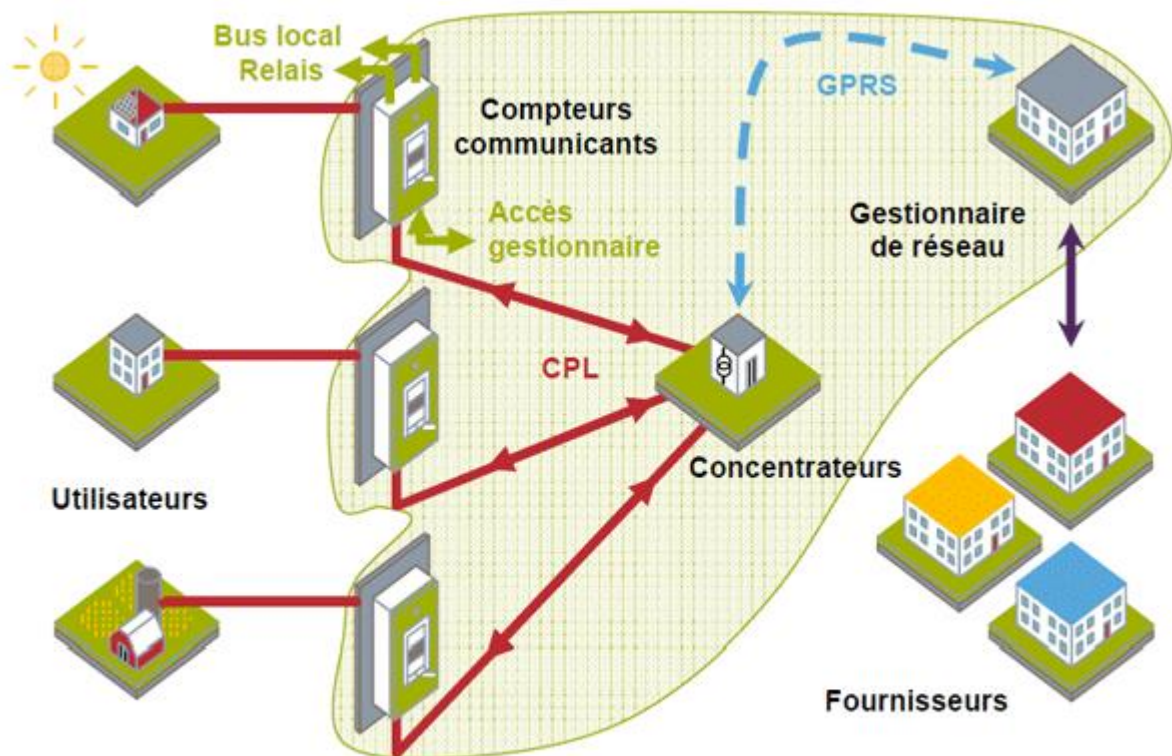 Bus local
Relais
Compteurs
communicants
GPRS
Accès
gestionnaire
Gestionnaire
de réseau
CPL
Concentrateurs
Utilisateurs
Fournisseurs